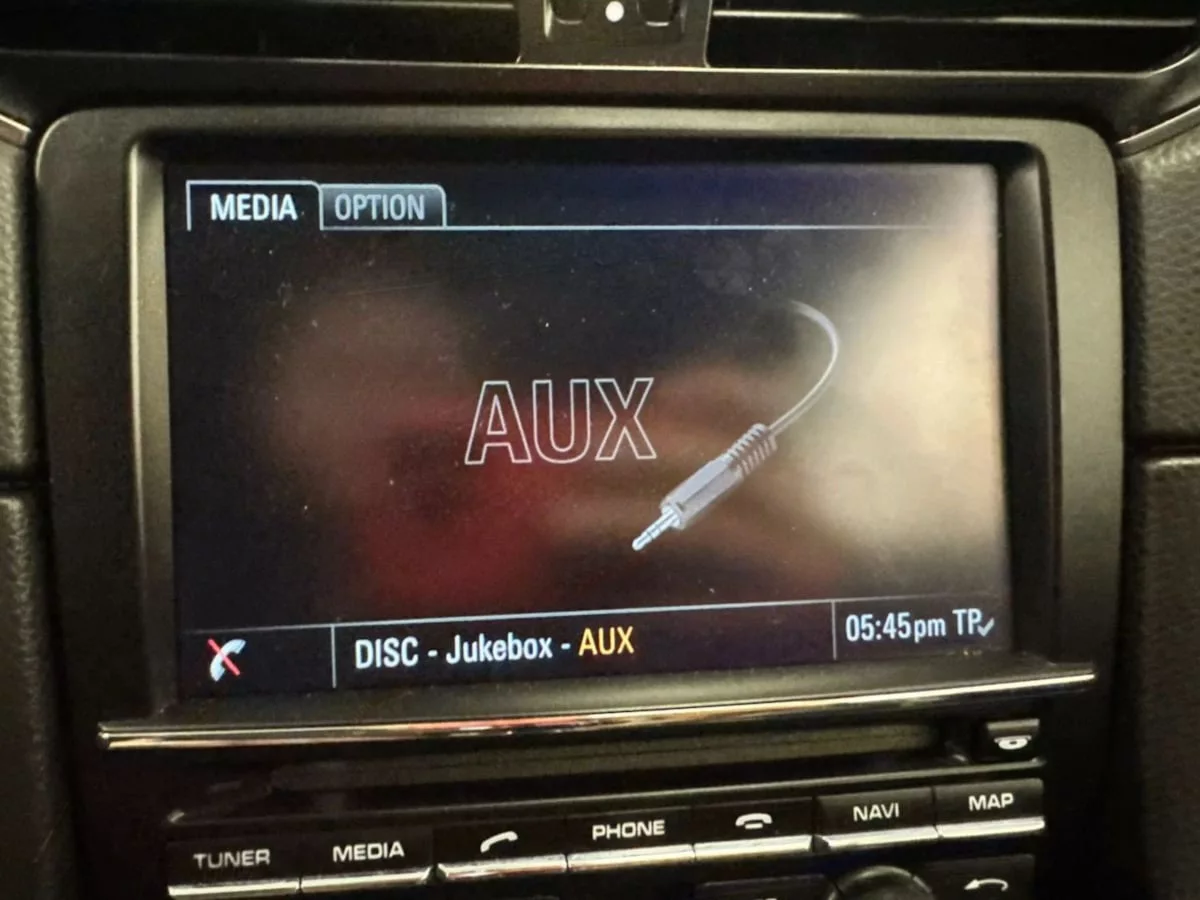 MEDIA OPTION
AUX
DISC - Jukebox - AUX 05:45pm TP
TUNER MEDIA PHONE NAVI MAP